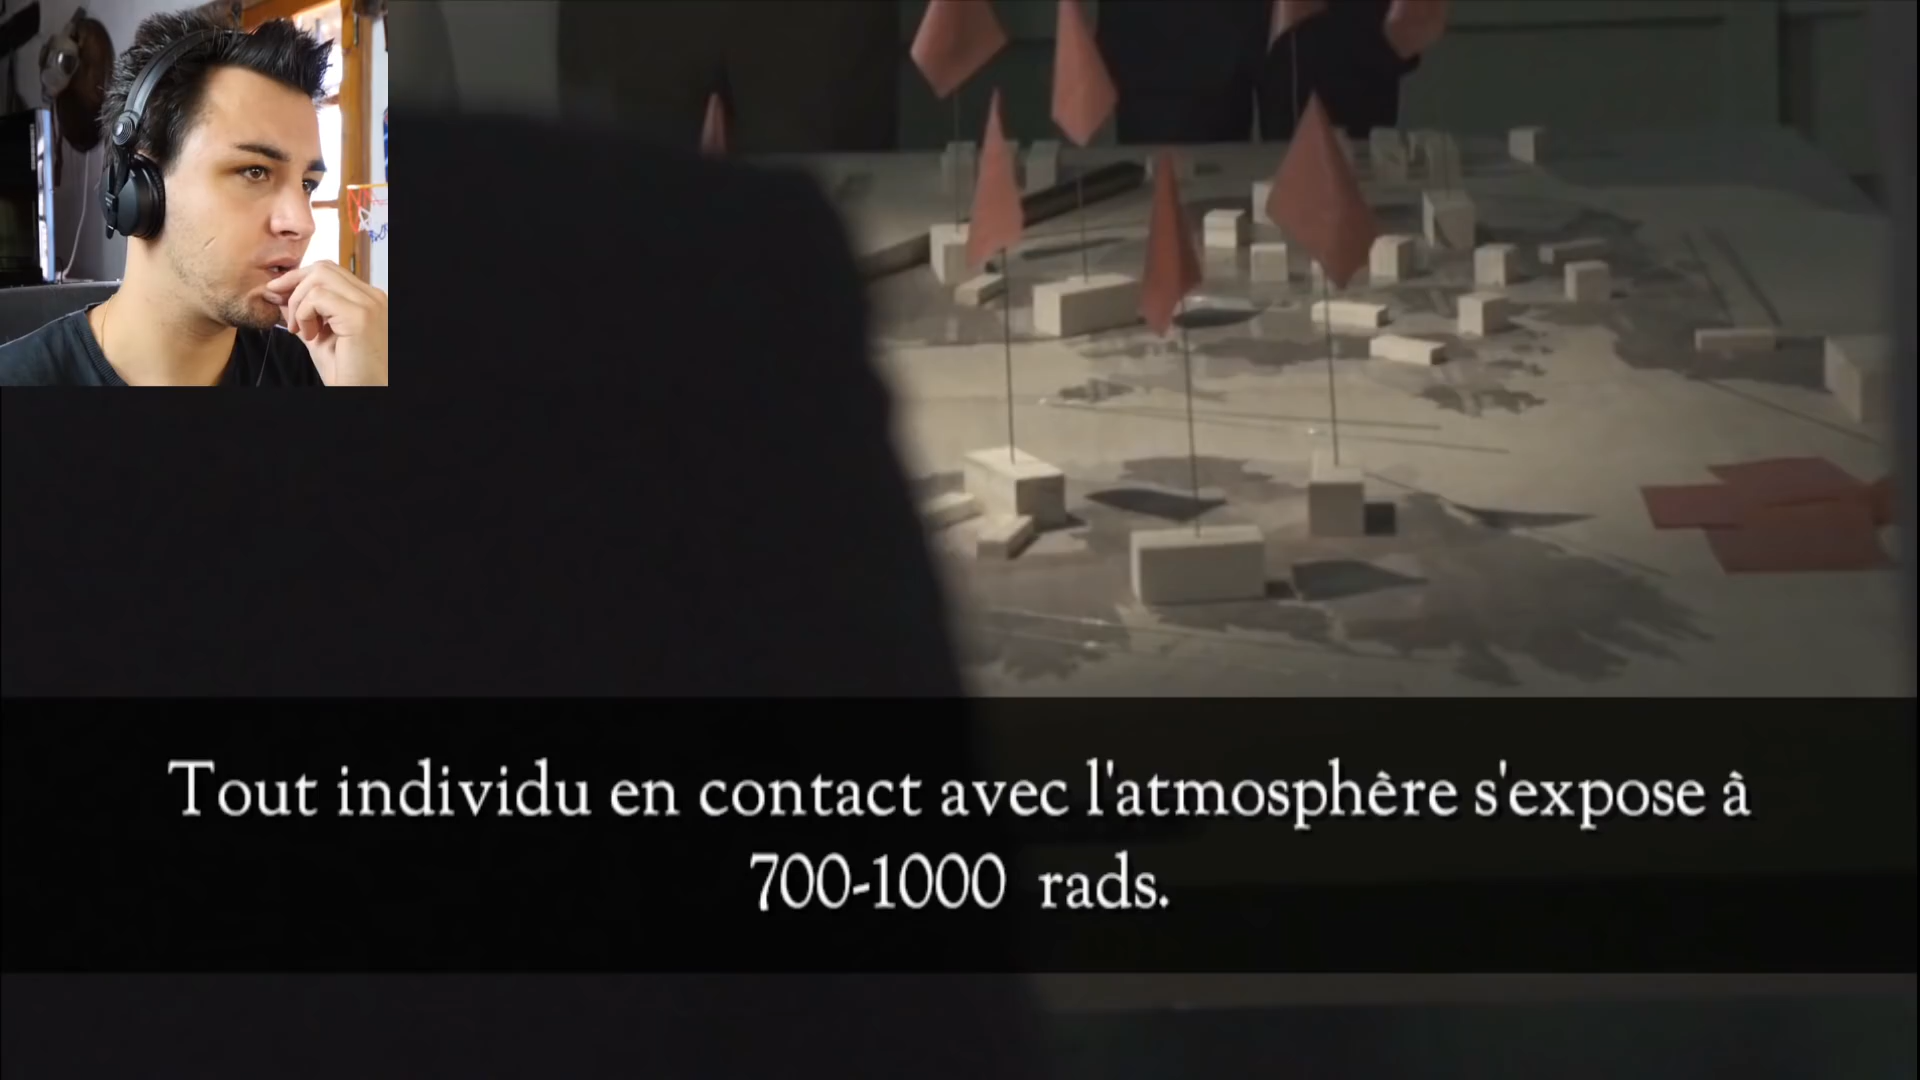 Tout individu en contact avec l'atmosphère s'expose à
700-1000 rads.